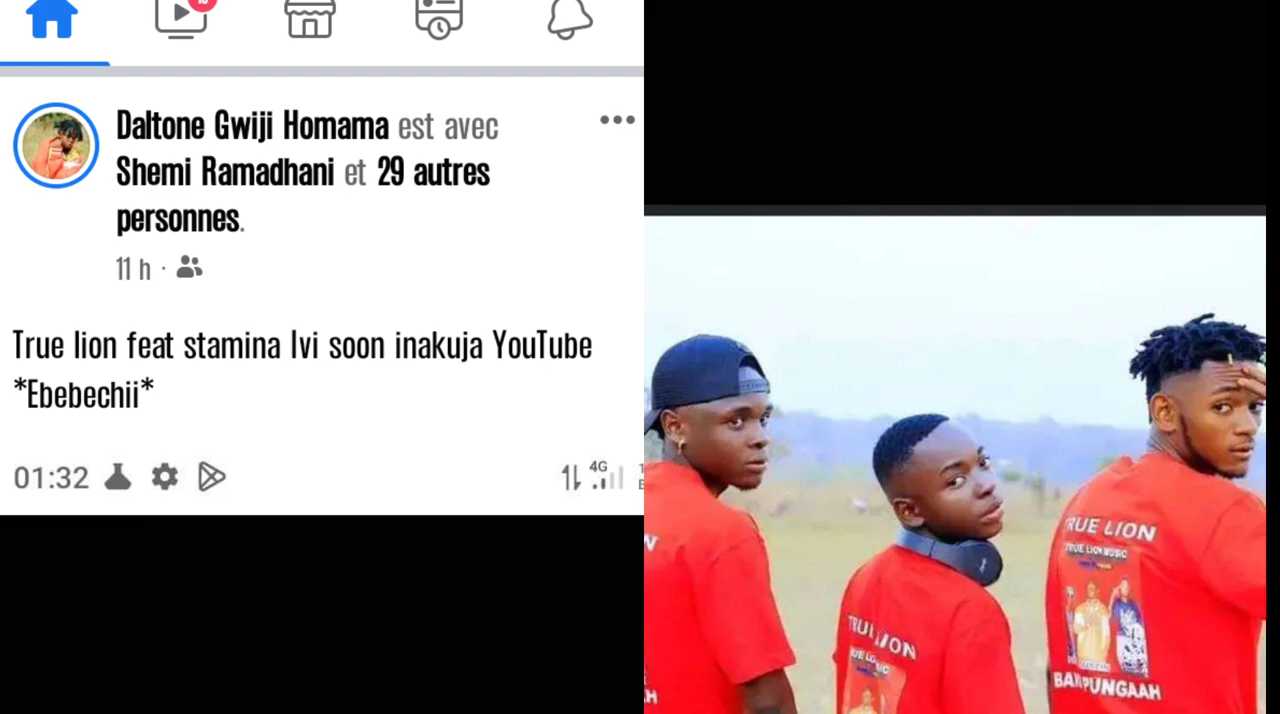 Daltone Gwiji Homama est avec
Shemi Ramadhani et 29 autres
personnes.
11 h ·
True lion feat stamina Ivi soon inakuja YouTube
*Ebebechii*
01:32
4G
TRUE LION
TRUE LION MUSIC
TRUE LION